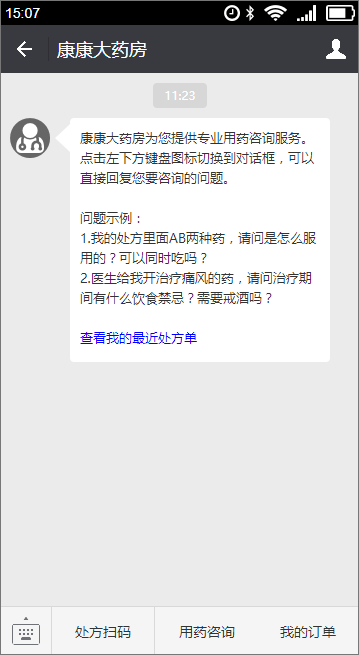 15:07
康康大药房
11:23
康康大药房为您提供专业用药咨询服务。
点击左下方键盘图标切换到对话框，可以
直接回复您要咨询的问题。
问题示例：
1.我的处方里面AB两种药，请问是怎么服
用的？可以同时吃吗？
2.医生给我开治疗痛风的药，请问治疗期
间有什么饮食禁忌？需要戒酒吗？
查看我的最近处方单
处方扫码
用药咨询
我的订单